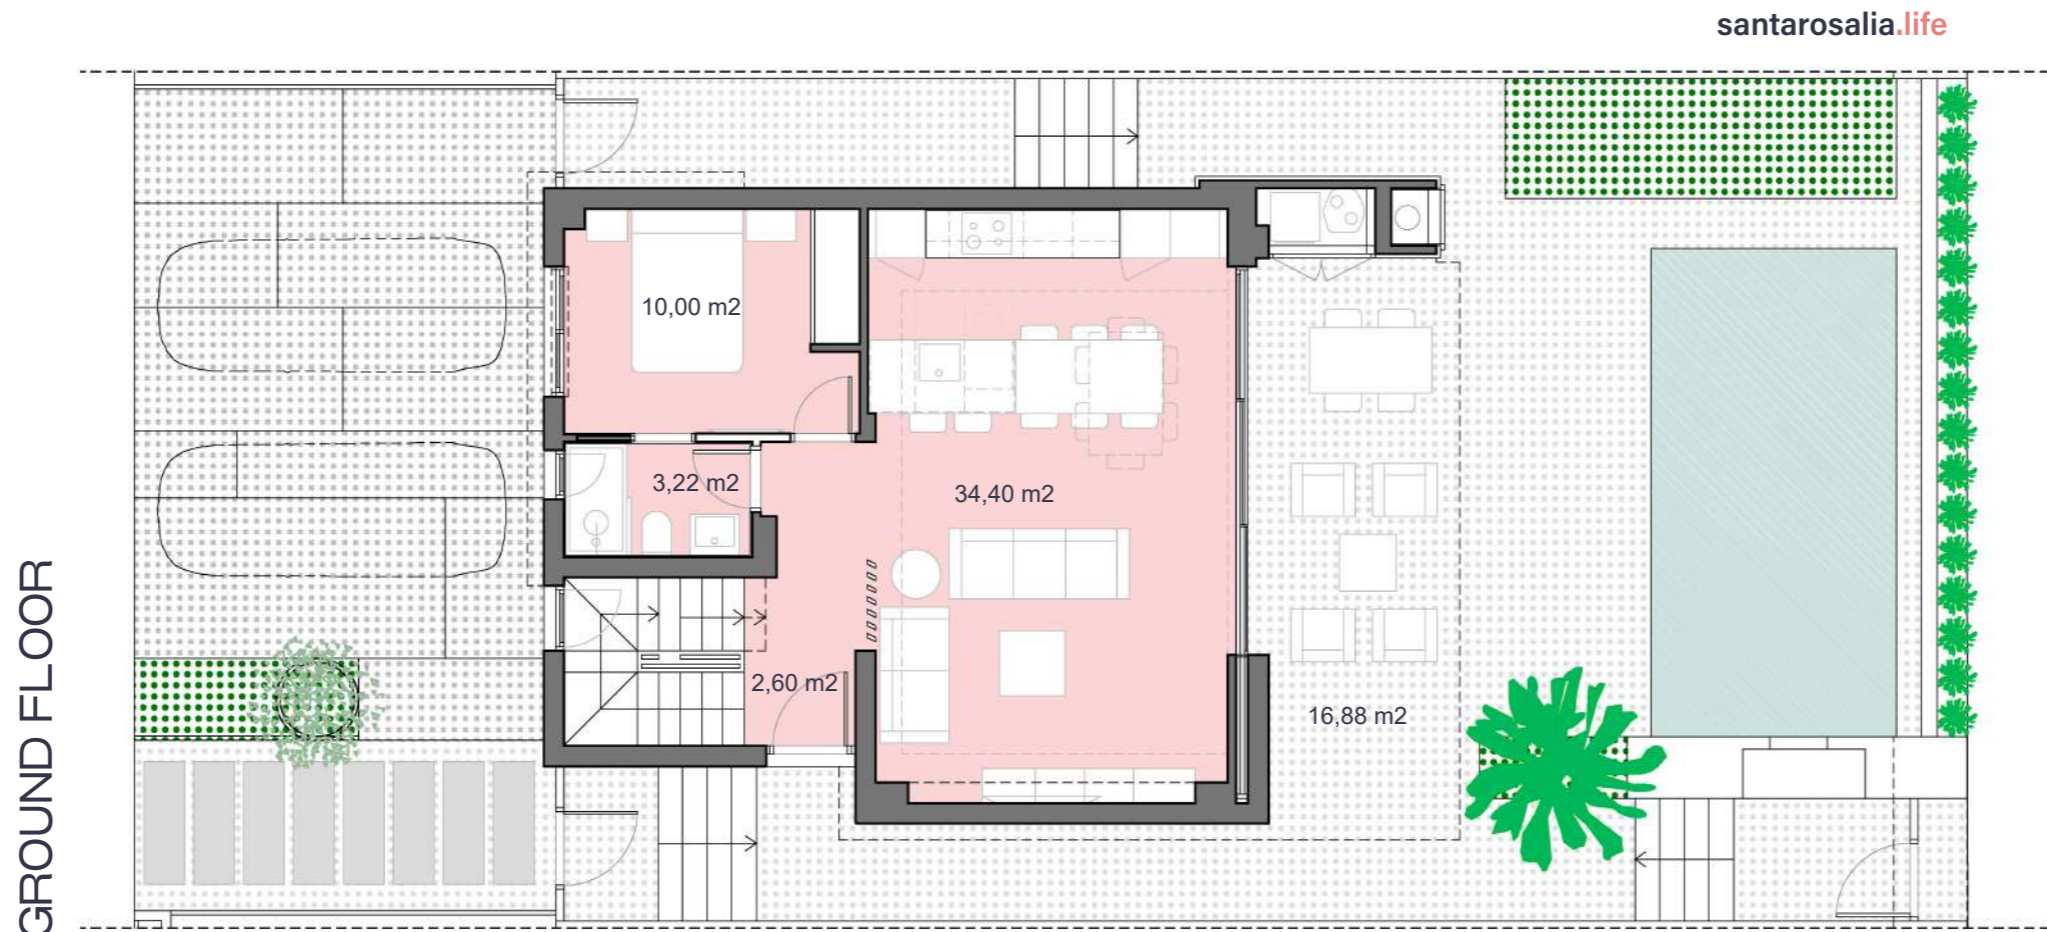 santarosalia.life
10,00 m2
3,22 m2
34,40 m2
2,60 m2
16,88 m2
GROUND FLOOR